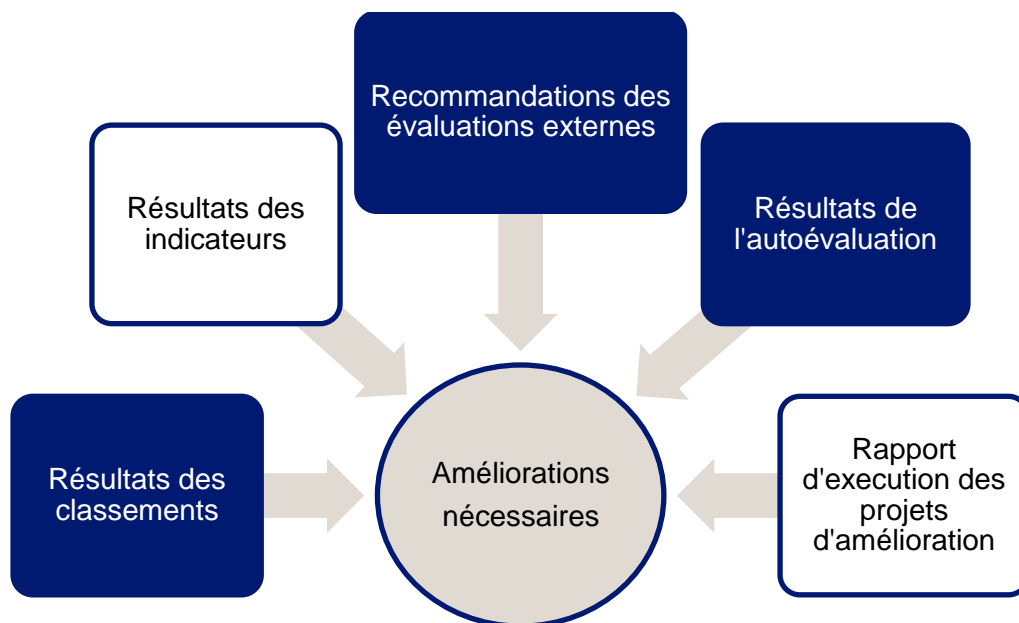 Recommandations des
évaluations externes
Résultats des
indicateurs
Résultats de
l'autoévaluation
Résultats des
classements
Améliorations
nécessaires
Rapport
d'execution des
projets
d'amélioration